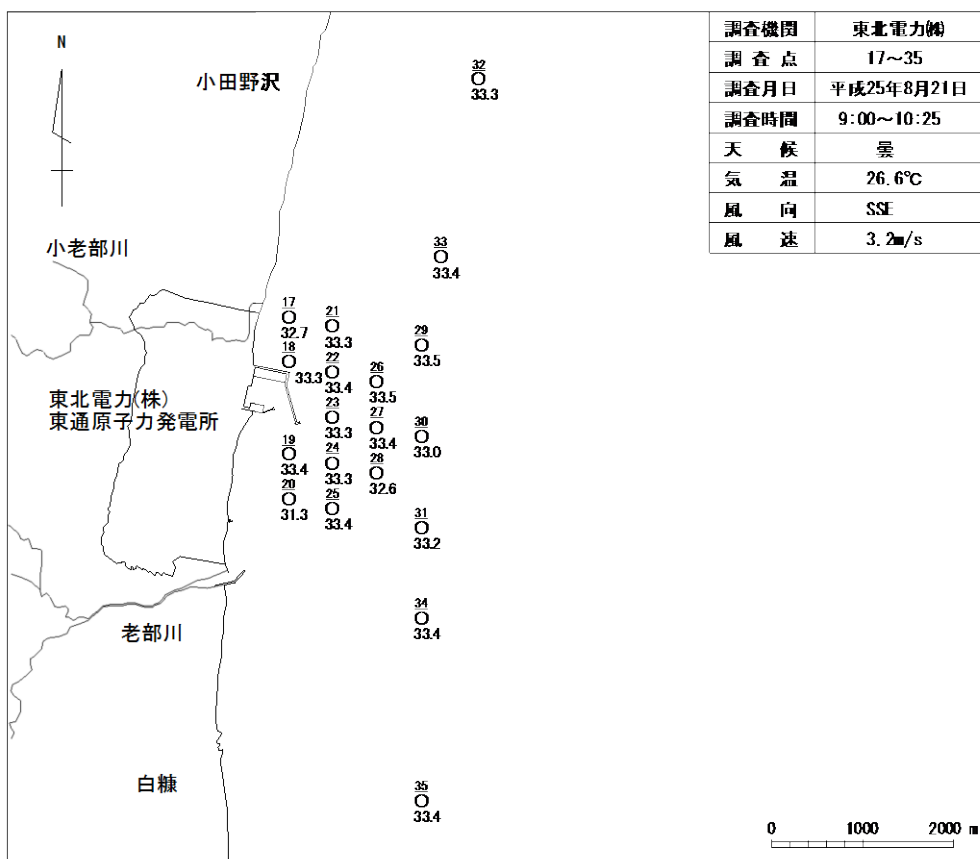 調査機関 東北電力㈱
調査点 17～35
調査月日 平成25年8月21日
調査時間 9:00～10:25
天候 曇
気温 26.6℃
風向 SSE
風速 3.2m/s
N
小田野沢
32
33.3
小老部川
33
33.4
17
32.7
21
33.3
18
33.3
29
33.5
22
33.4
26
33.5
東北電力(株)
東通原子力発電所
23
33.3
27
33.4
30
33.0
19
33.4
24
33.3
28
32.6
20
31.3
25
33.4
31
33.2
老部川
34
33.4
白糠
35
33.4
0 1000 2000 m